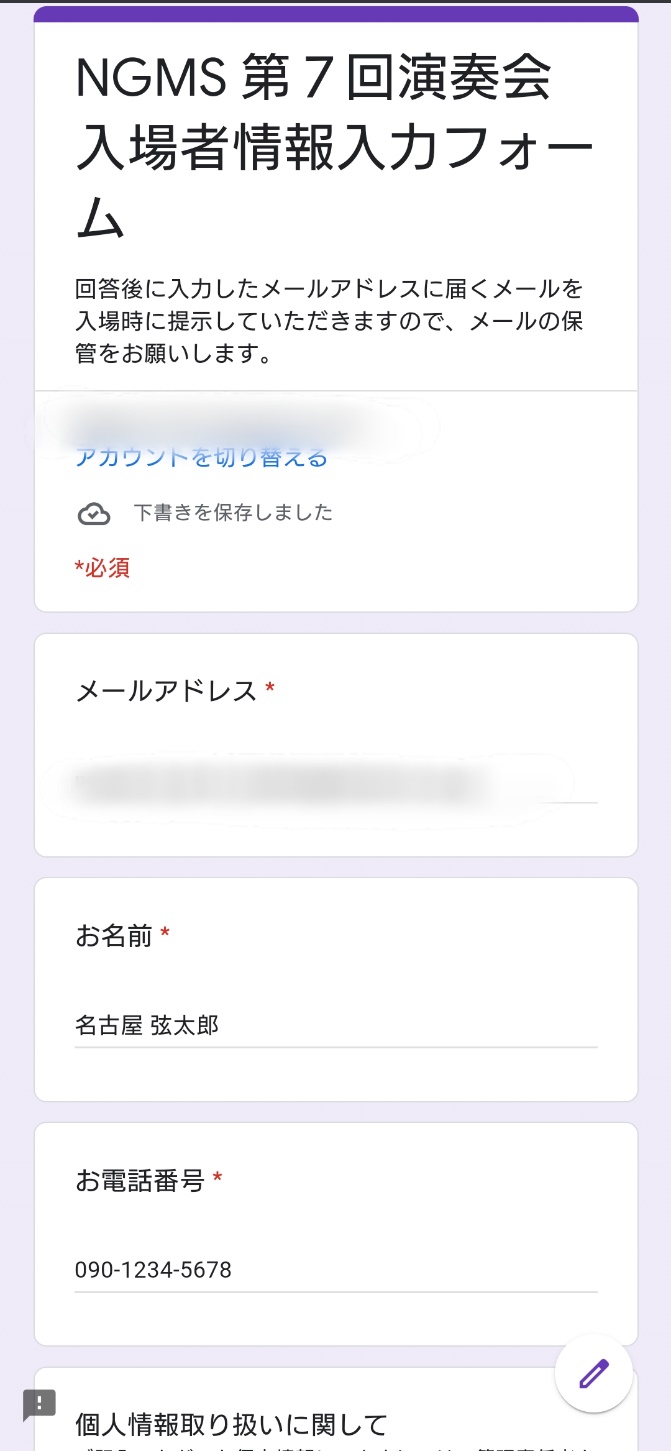 NGMS 第７回演奏会
入場者情報入力フォー
ム
回答後に入力したメールアドレスに届くメールを
入場時に提示していただきますので、メールの保
管をお願いします。
アカウントを切り替える
下書きを保存しました
*必須
メールアドレス *
お名前 *
名古屋 弦太郎
お電話番号 *
090-1234-5678
個人情報取り扱いに関して